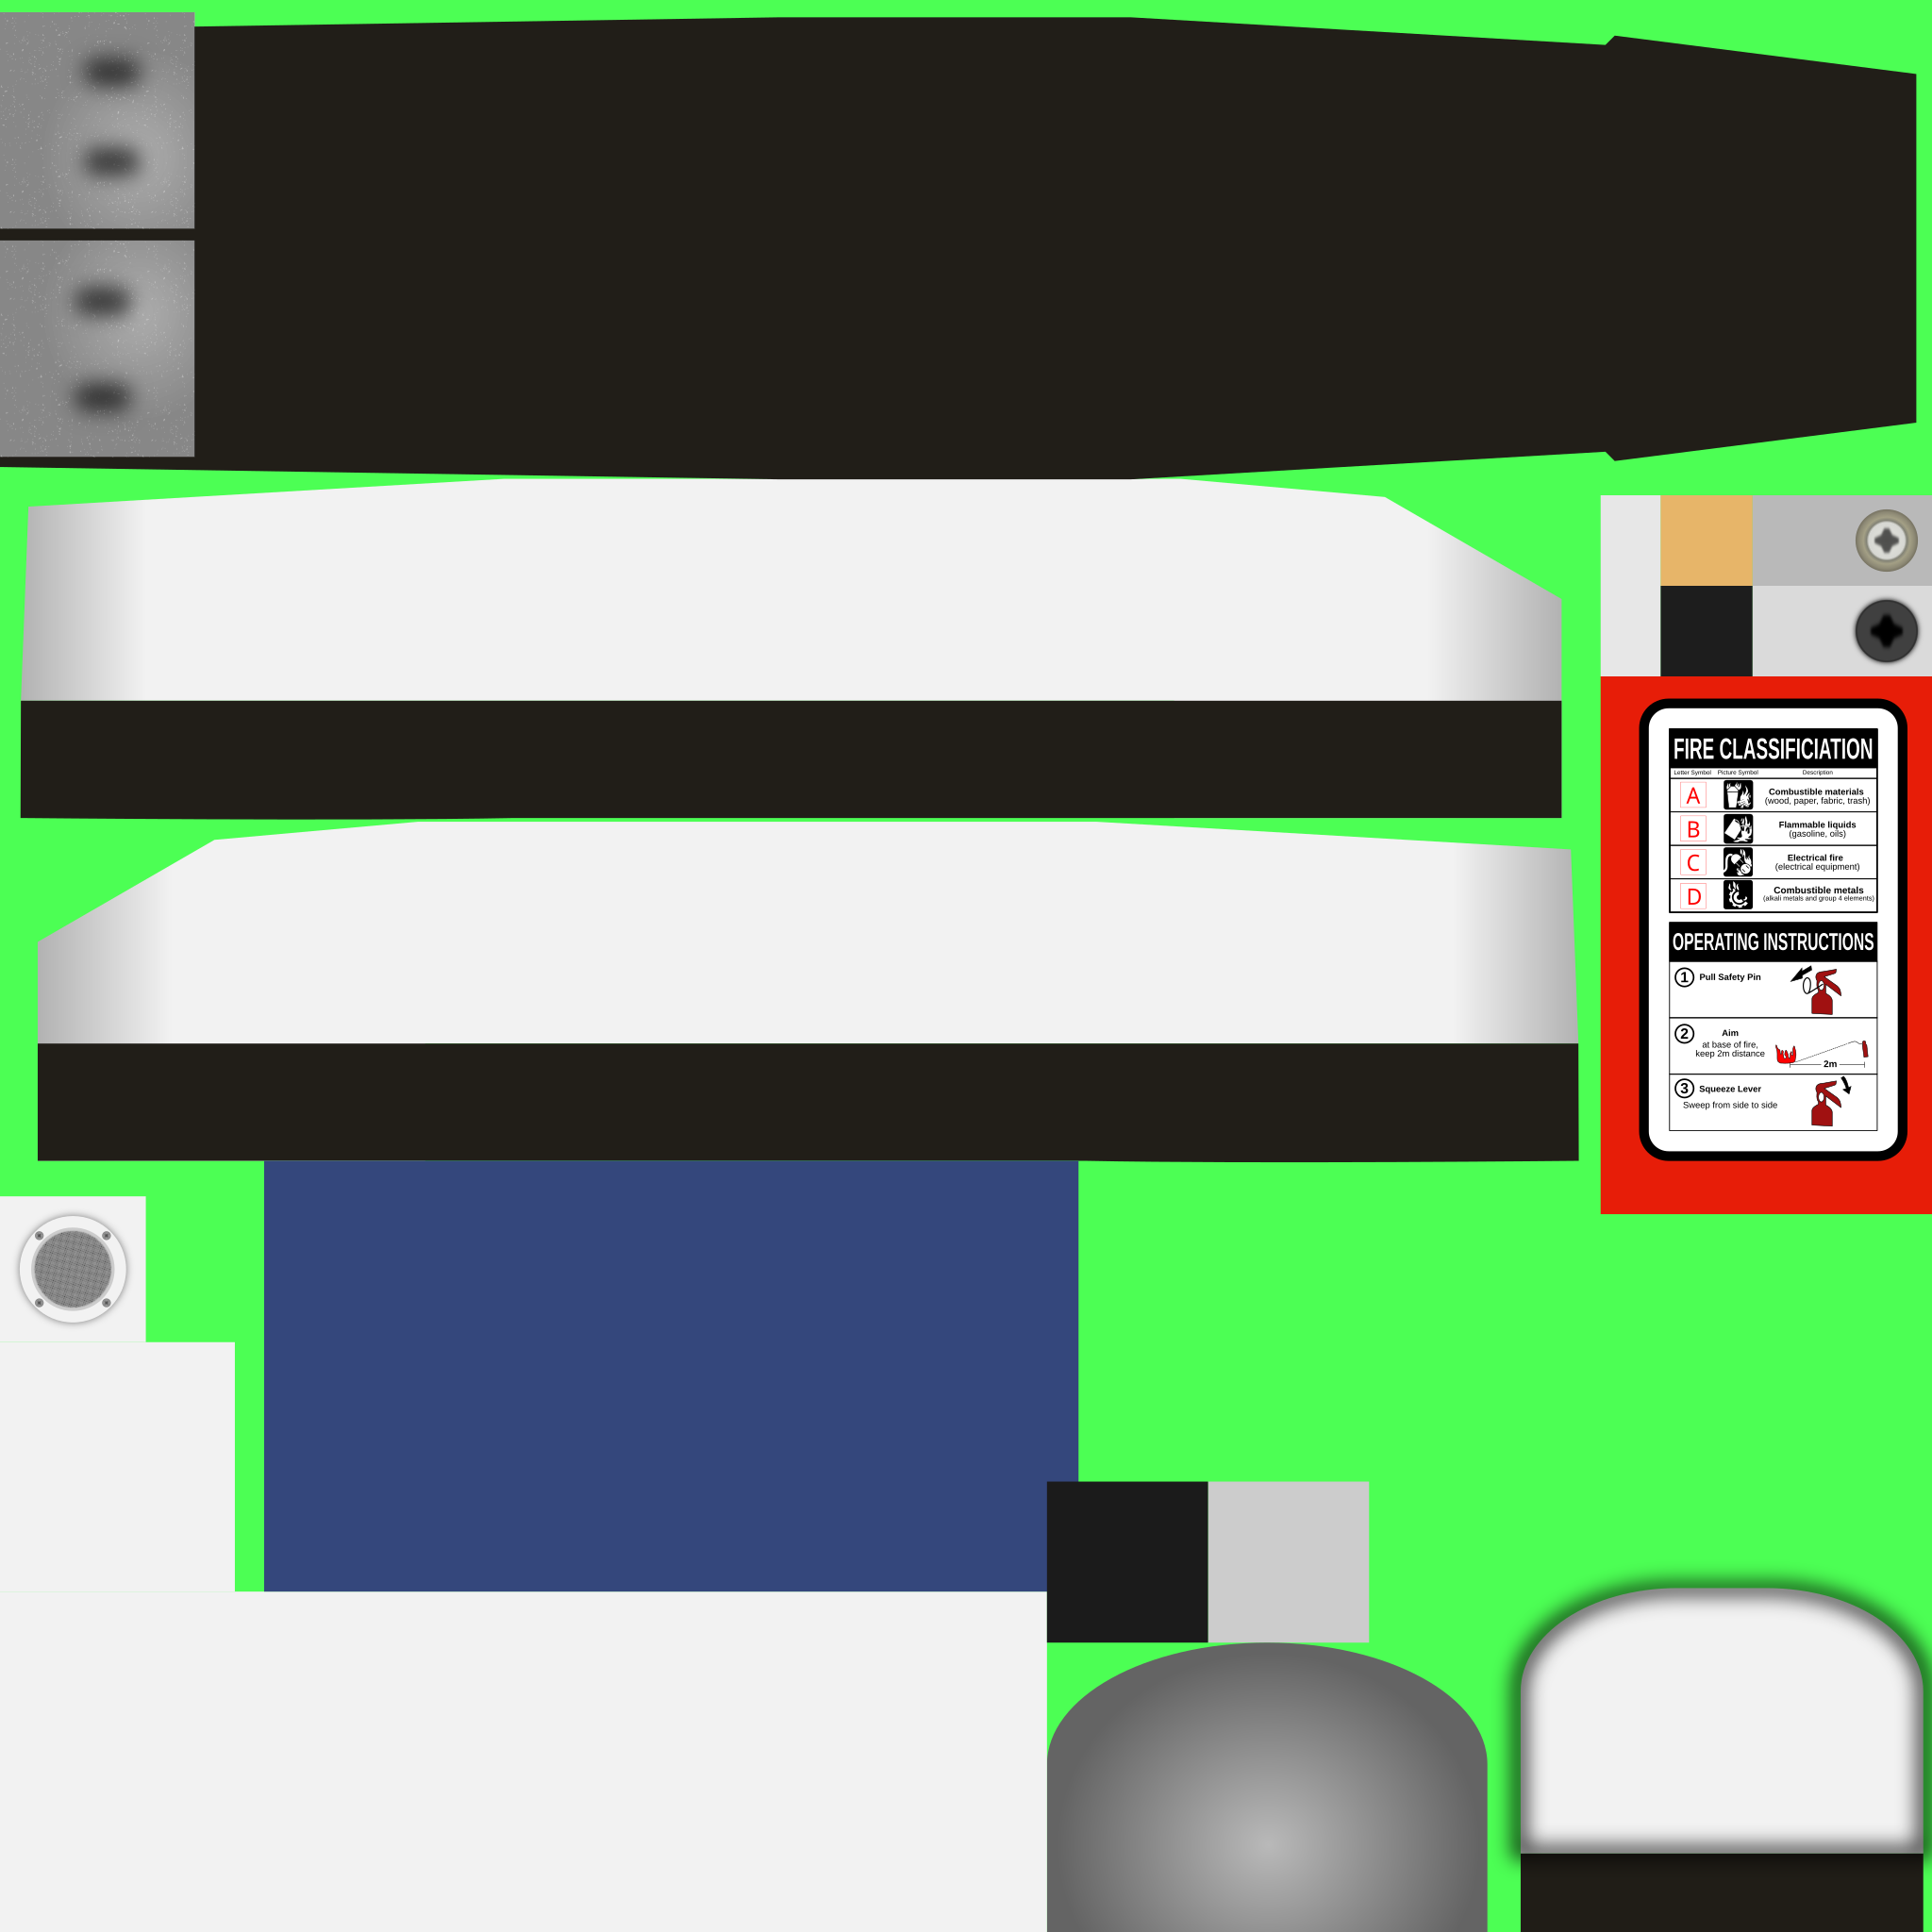 FIRE CLASSIFICIATION
Letter Symbol Picture Symbol Description
A Combustible materials
(wood, paper, fabric, trash)
B Flammable liquids
(gasoline, oils)
C Electrical fire
(electrical equipment)
D Combustible metals
(alkali metals and group 4 elements)
OPERATING INSTRUCTIONS
1 Pull Safety Pin
2 Aim
at base of fire,
keep 2m distance
2m
3 Squeeze Lever
Sweep from side to side